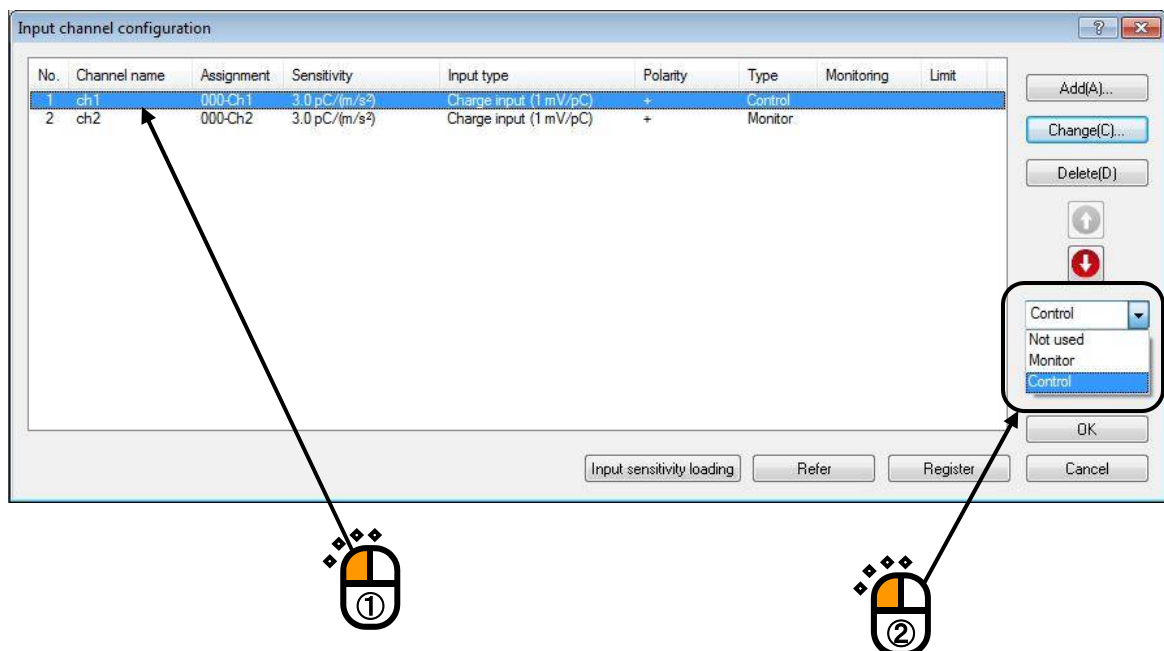 Input channel configuration
No. Channel name Assignment Sensitivity Input type Polarity Type Monitoring Limit
1 ch1 000-Ch1 3.0 pC/(m/s²) Charge input (1 mV/pC) + Control
2 ch2 000-Ch2 3.0 pC/(m/s²) Charge input (1 mV/pC) + Monitor
Add(A)...
Change(C)...
Delete(D)
Control
Not used
Monitor
Control
OK
Input sensitivity loading Refer Register Cancel
①
②